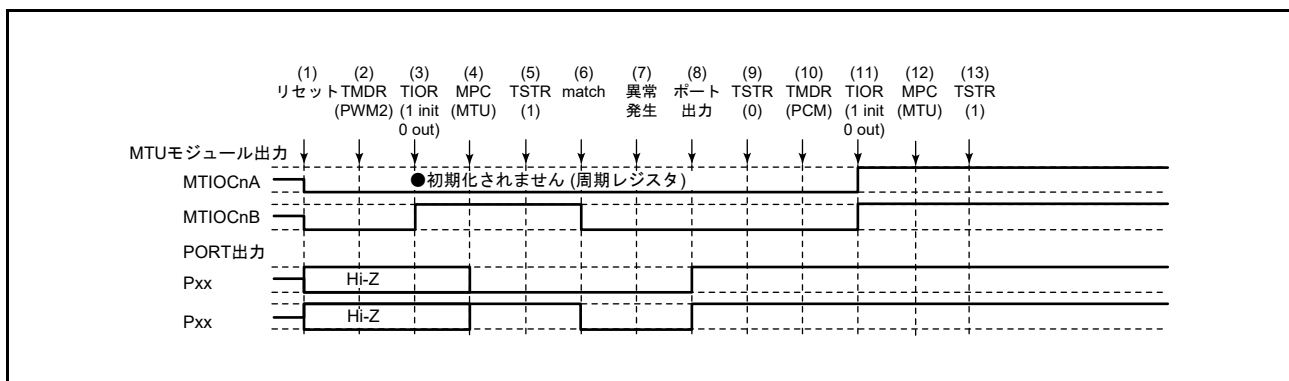 (1) (2) (3) (4) (5) (6) (7) (8) (9) (10) (11) (12) (13)
リセット TMDR TIOR MPC TSTR match 異常 ポート TSTR TMDR TIOR MPC TSTR
(PWM2) (1 init (MTU) (1) 発生 出力 (0) (PCM) (1 init (MTU) (1)
0 out) 0 out)
MTUモジュール出力
MTIOCnA ●初期化されません (周期レジスタ)
MTIOCnB
PORT出力
Pxx Hi-Z
Pxx Hi-Z